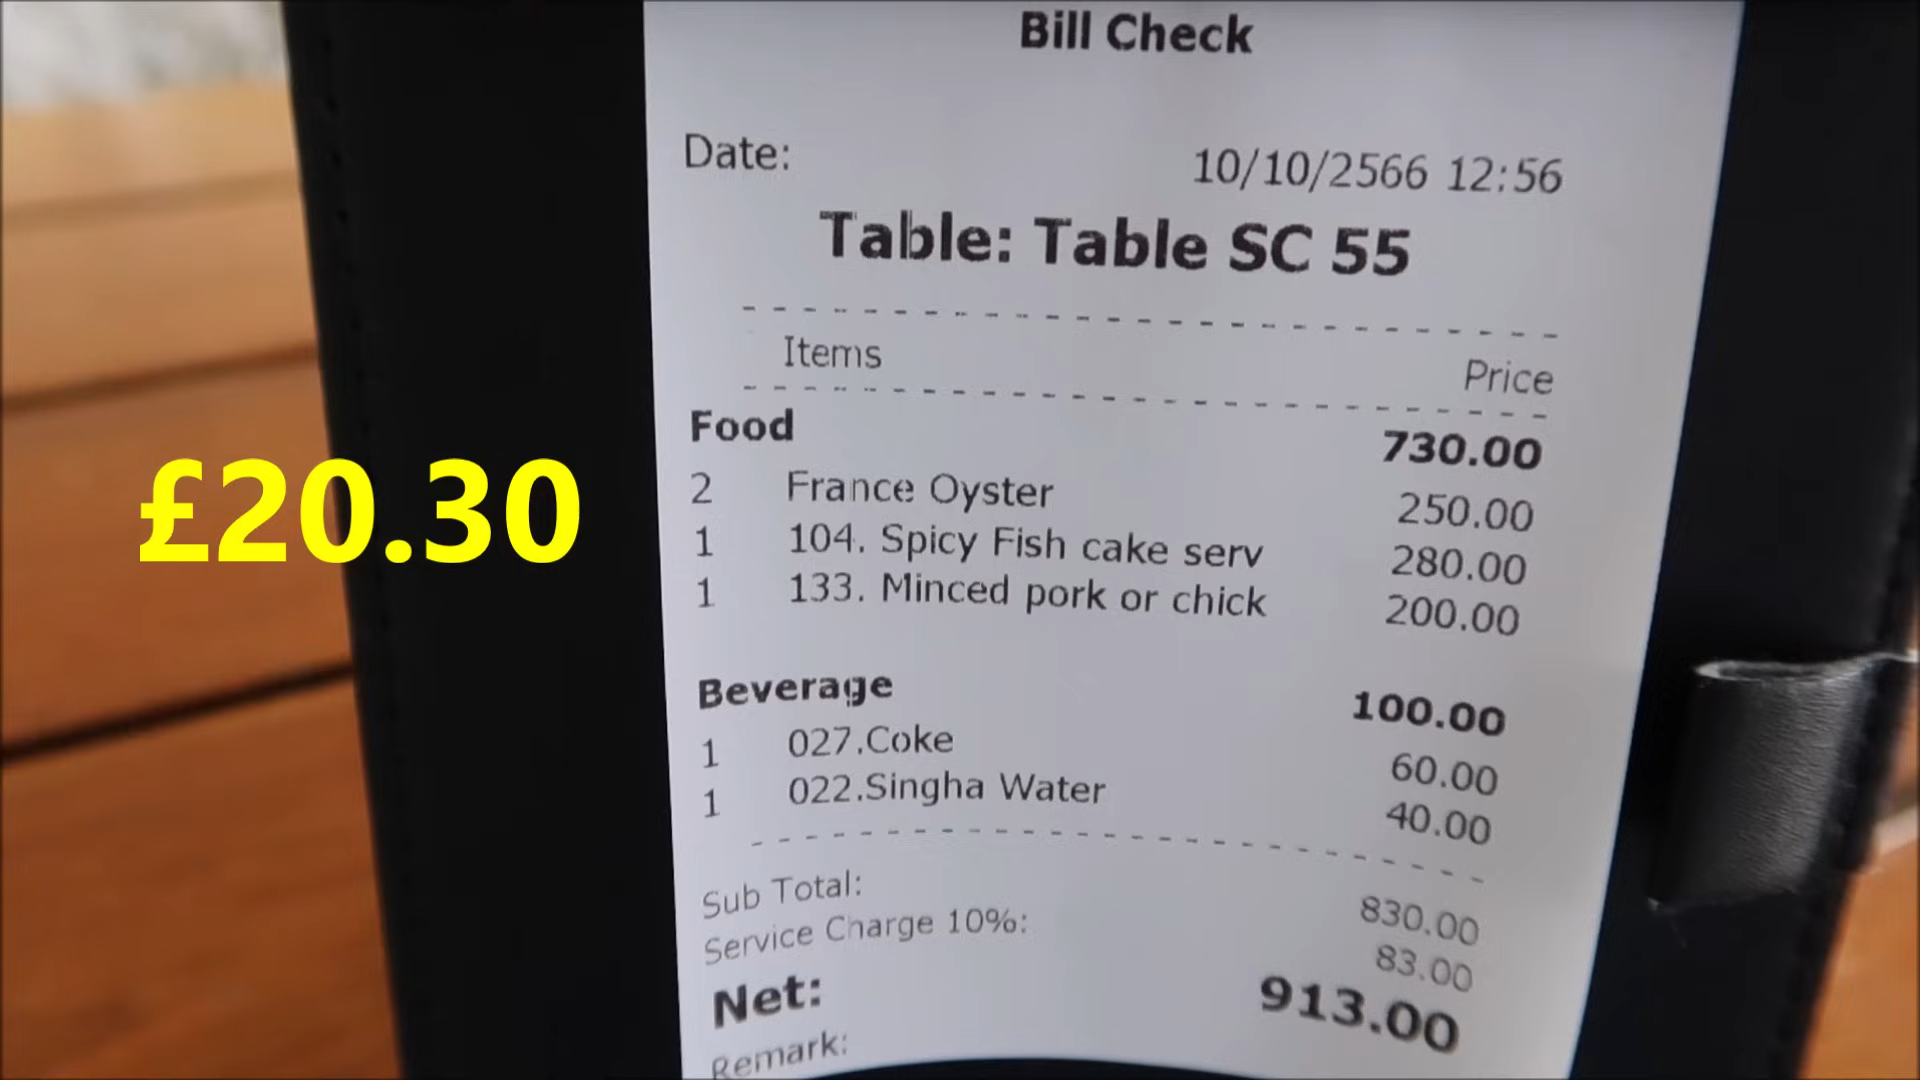 Bill Check
Date: 10/10/2566 12:56
Table: Table SC 55
Items Price
Food 730.00
2 France Oyster 250.00
1 104. Spicy Fish cake serv 280.00
1 133. Minced pork or chick 200.00
Beverage 100.00
1 027.Coke 60.00
1 022.Singha Water 40.00
Sub Total: 830.00
Service Charge 10%: 83.00
Net: 913.00
Remark:
£20.30